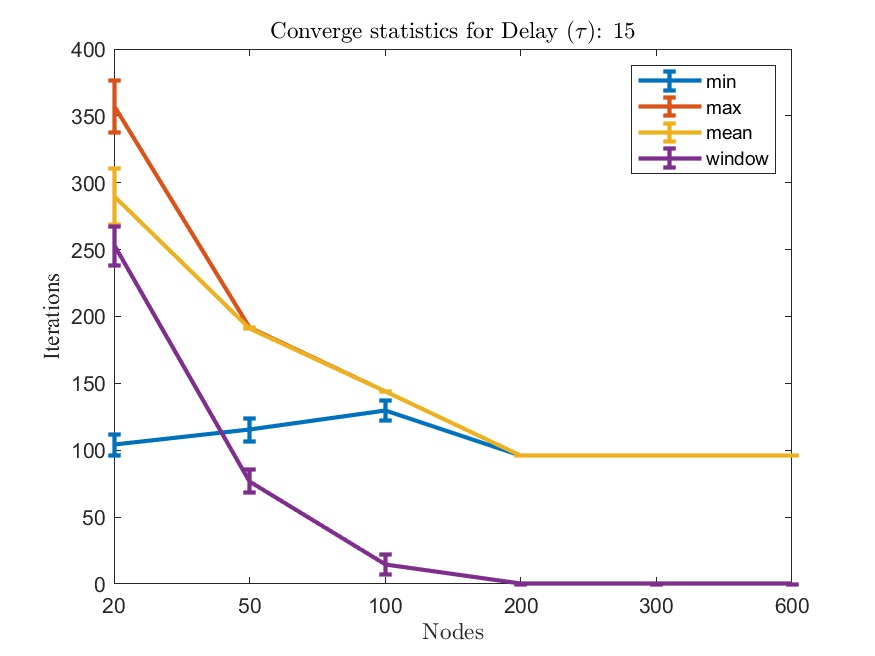 Converge statistics for Delay (τ): 15
400
350
300
250
200
150
100
50
0
Iterations
min
max
mean
window
20 50 100 200 300 600
Nodes